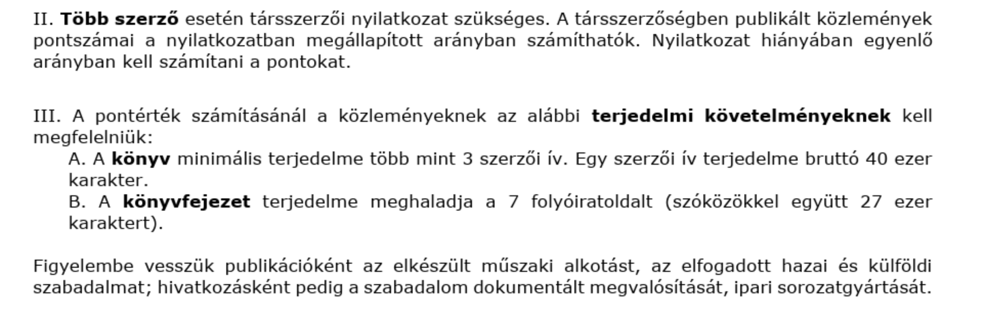 II. Több szerző esetén társszerzői nyilatkozat szükséges. A társszerzőségben publikált közlemények
pontszámai a nyilatkozatban megállapított arányban számíthatók. Nyilatkozat hiányában egyenlő
arányban kell számítani a pontokat.
III. A pontérték számításánál a közleményeknek az alábbi terjedelmi követelményeknek kell
megfelelniük:
A. A könyv minimális terjedelme több mint 3 szerzői ív. Egy szerzői ív terjedelme bruttó 40 ezer
karakter.
B. A könyvfejezet terjedelme meghaladja a 7 folyóiratoldalt (szóközökkel együtt 27 ezer
karaktert).
Figyelembe vesszük publikációként az elkészült műszaki alkotást, az elfogadott hazai és külföldi
szabadalmat; hivatkozásként pedig a szabadalom dokumentált megvalósítását, ipari sorozatgyártását.